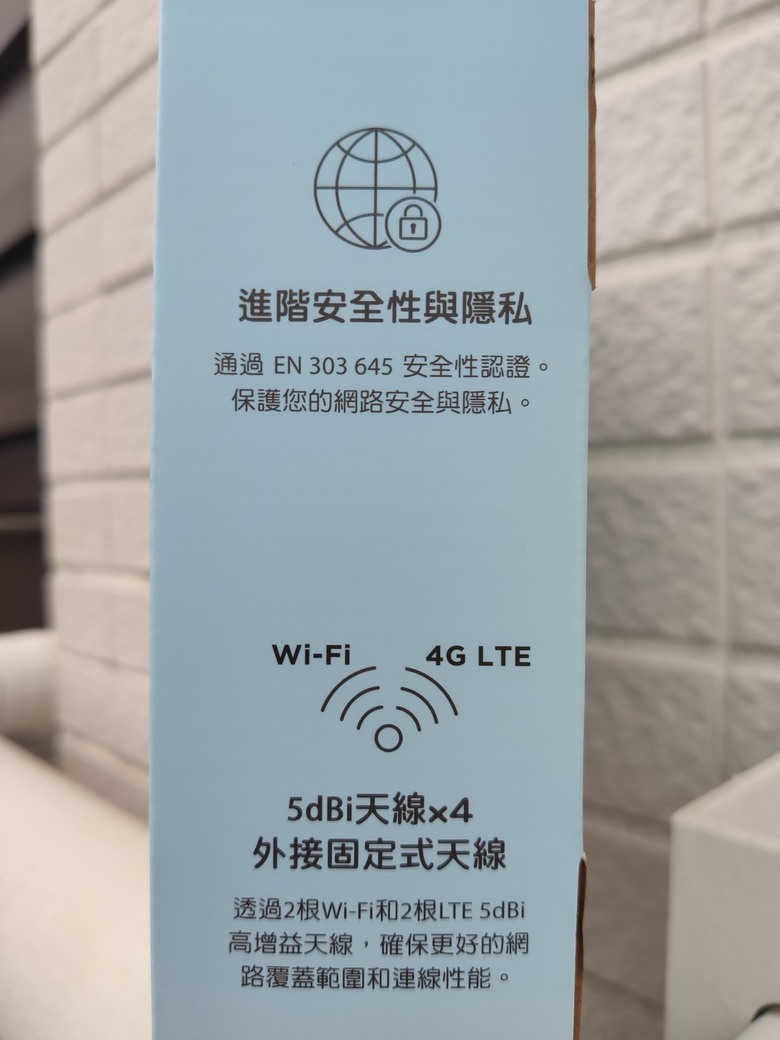 進階安全性與隱私
通過 EN 303 645 安全性認證。
保護您的網路安全與隱私。
Wi-Fi 4G LTE
5dBi天線x4
外接固定式天線
透過2根Wi-Fi和2根LTE 5dBi
高增益天線，確保更好的網
路覆蓋範圍和連線性能。